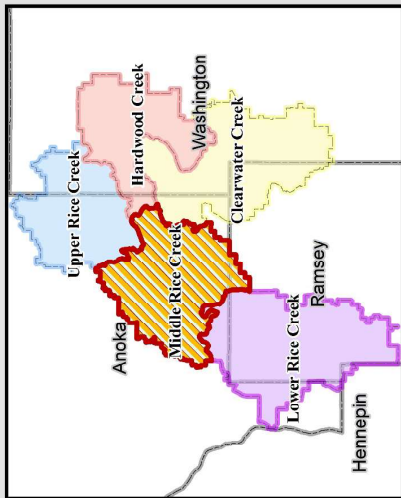 Upper Rice Creek
Hardwood Creek
Washington
Clearwater Creek
Anoka
Middle Rice Creek
Ramsey
Lower Rice Creek
Hennepin